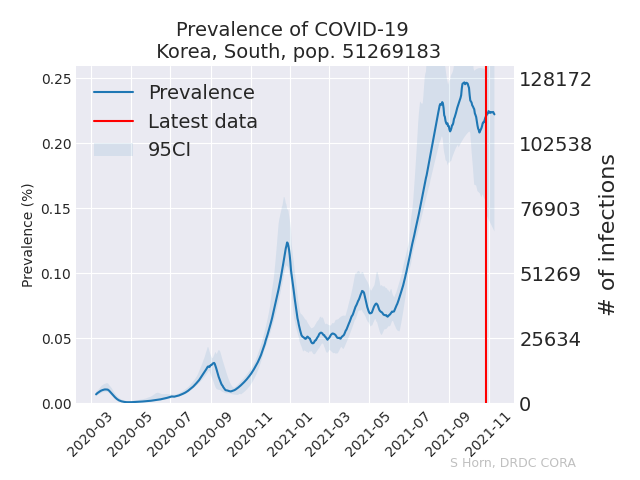 Prevalence of COVID-19
Korea, South, pop. 51269183
Prevalence
Latest data
95CI
0.25
0.20
0.15
0.10
0.05
0.00
Prevalence (%)
128172
102538
76903
51269
25634
0
# of infections
2020-03
2020-05
2020-07
2020-09
2020-11
2021-01
2021-03
2021-05
2021-07
2021-09
2021-11
S Horn, DRDC CORA